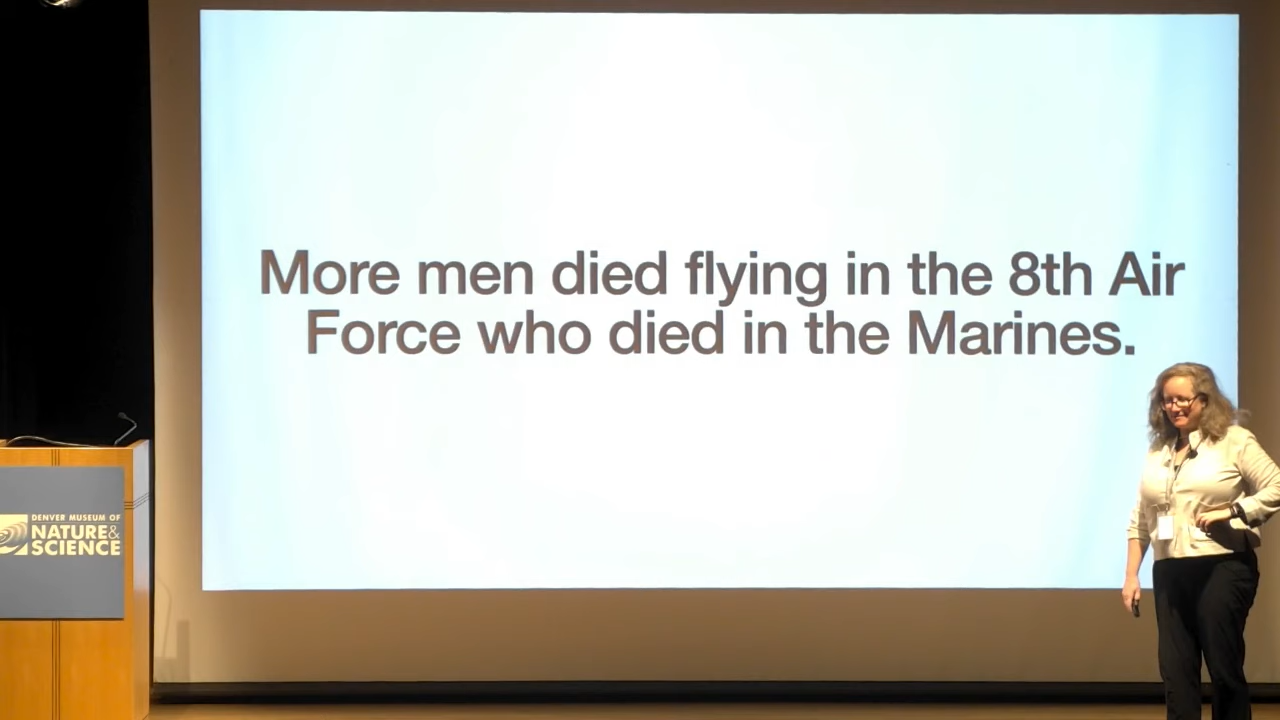 More men died flying in the 8th Air
Force who died in the Marines.
DENVER MUSEUM OF
NATURE&
SCIENCE